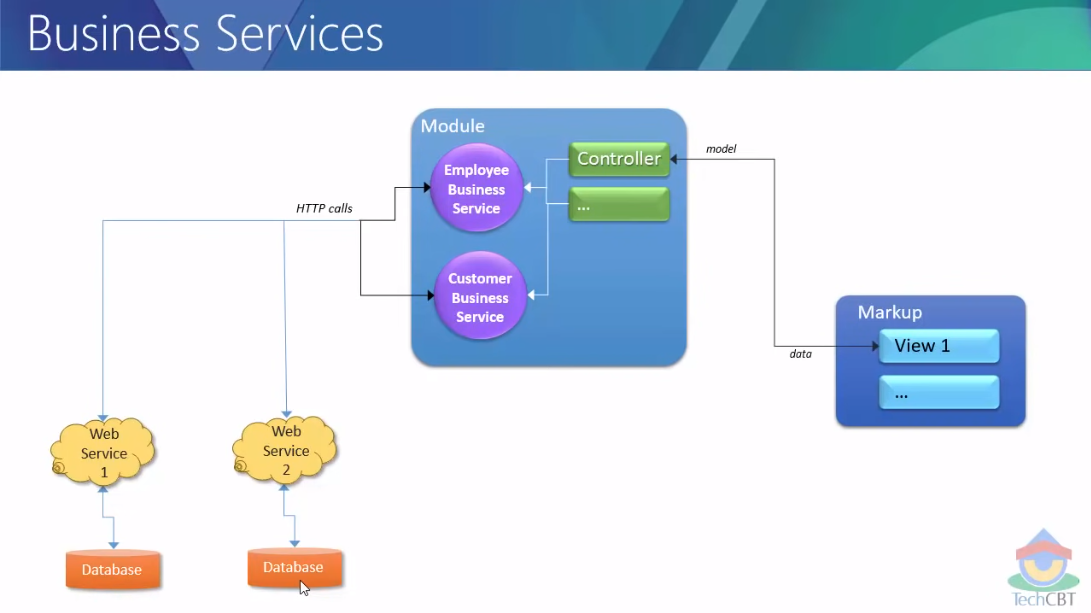 Business Services
Module
Employee
Business
Service
Controller
...
Customer
Business
Service
model
HTTP calls
Markup
View 1
...
data
Web
Service
1
Web
Service
2
Database
Database
TechCBT